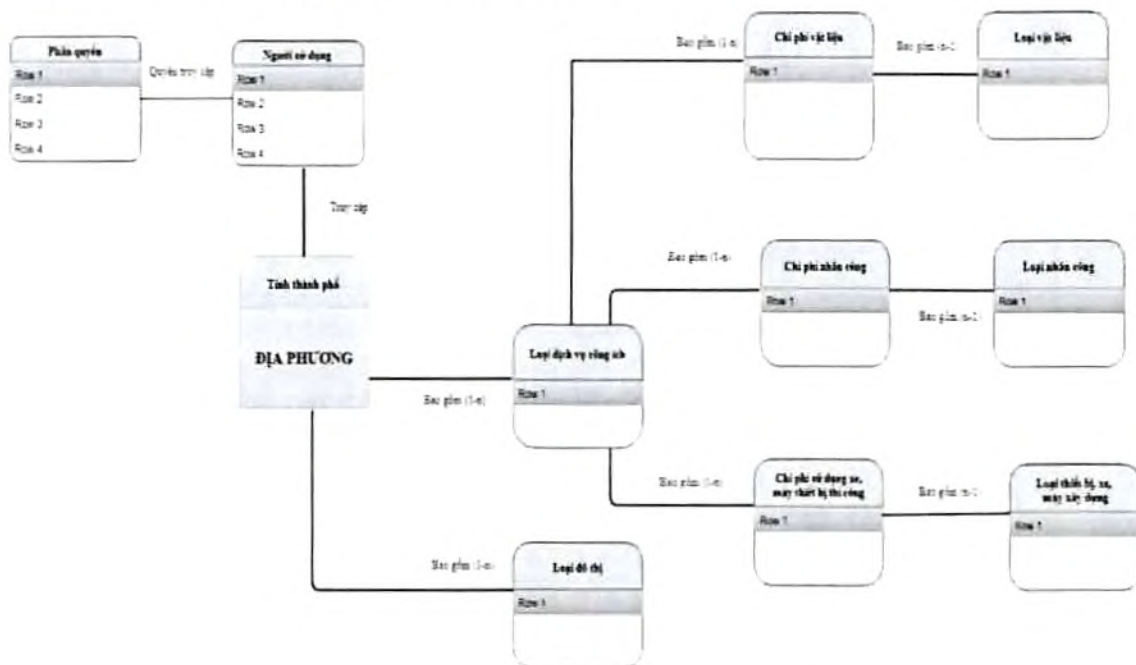 Phân quyền
Row 1
Row 2
Row 3
Row 4
Quyền truy cập
Người sử dụng
Row 1
Row 2
Row 3
Row 4
Truy cập
Tỉnh thành phố
ĐỊA PHƯƠNG
Bao gồm (1-n)
Loại dịch vụ công ích
Row 1
Bao gồm (1-n)
Loại đô thị
Row 1
Bao gồm (1-n)
Chi phí vật liệu
Row 1
Bao gồm (n-1)
Loại vật liệu
Row 1
Bao gồm (1-n)
Chi phí nhân công
Row 1
Bao gồm (n-1)
Loại nhân công
Row 1
Bao gồm (1-n)
Chi phí sử dụng xe,
máy thiết bị thi công
Row 1
Bao gồm (n-1)
Loại thiết bị, xe,
máy xây dựng
Row 1